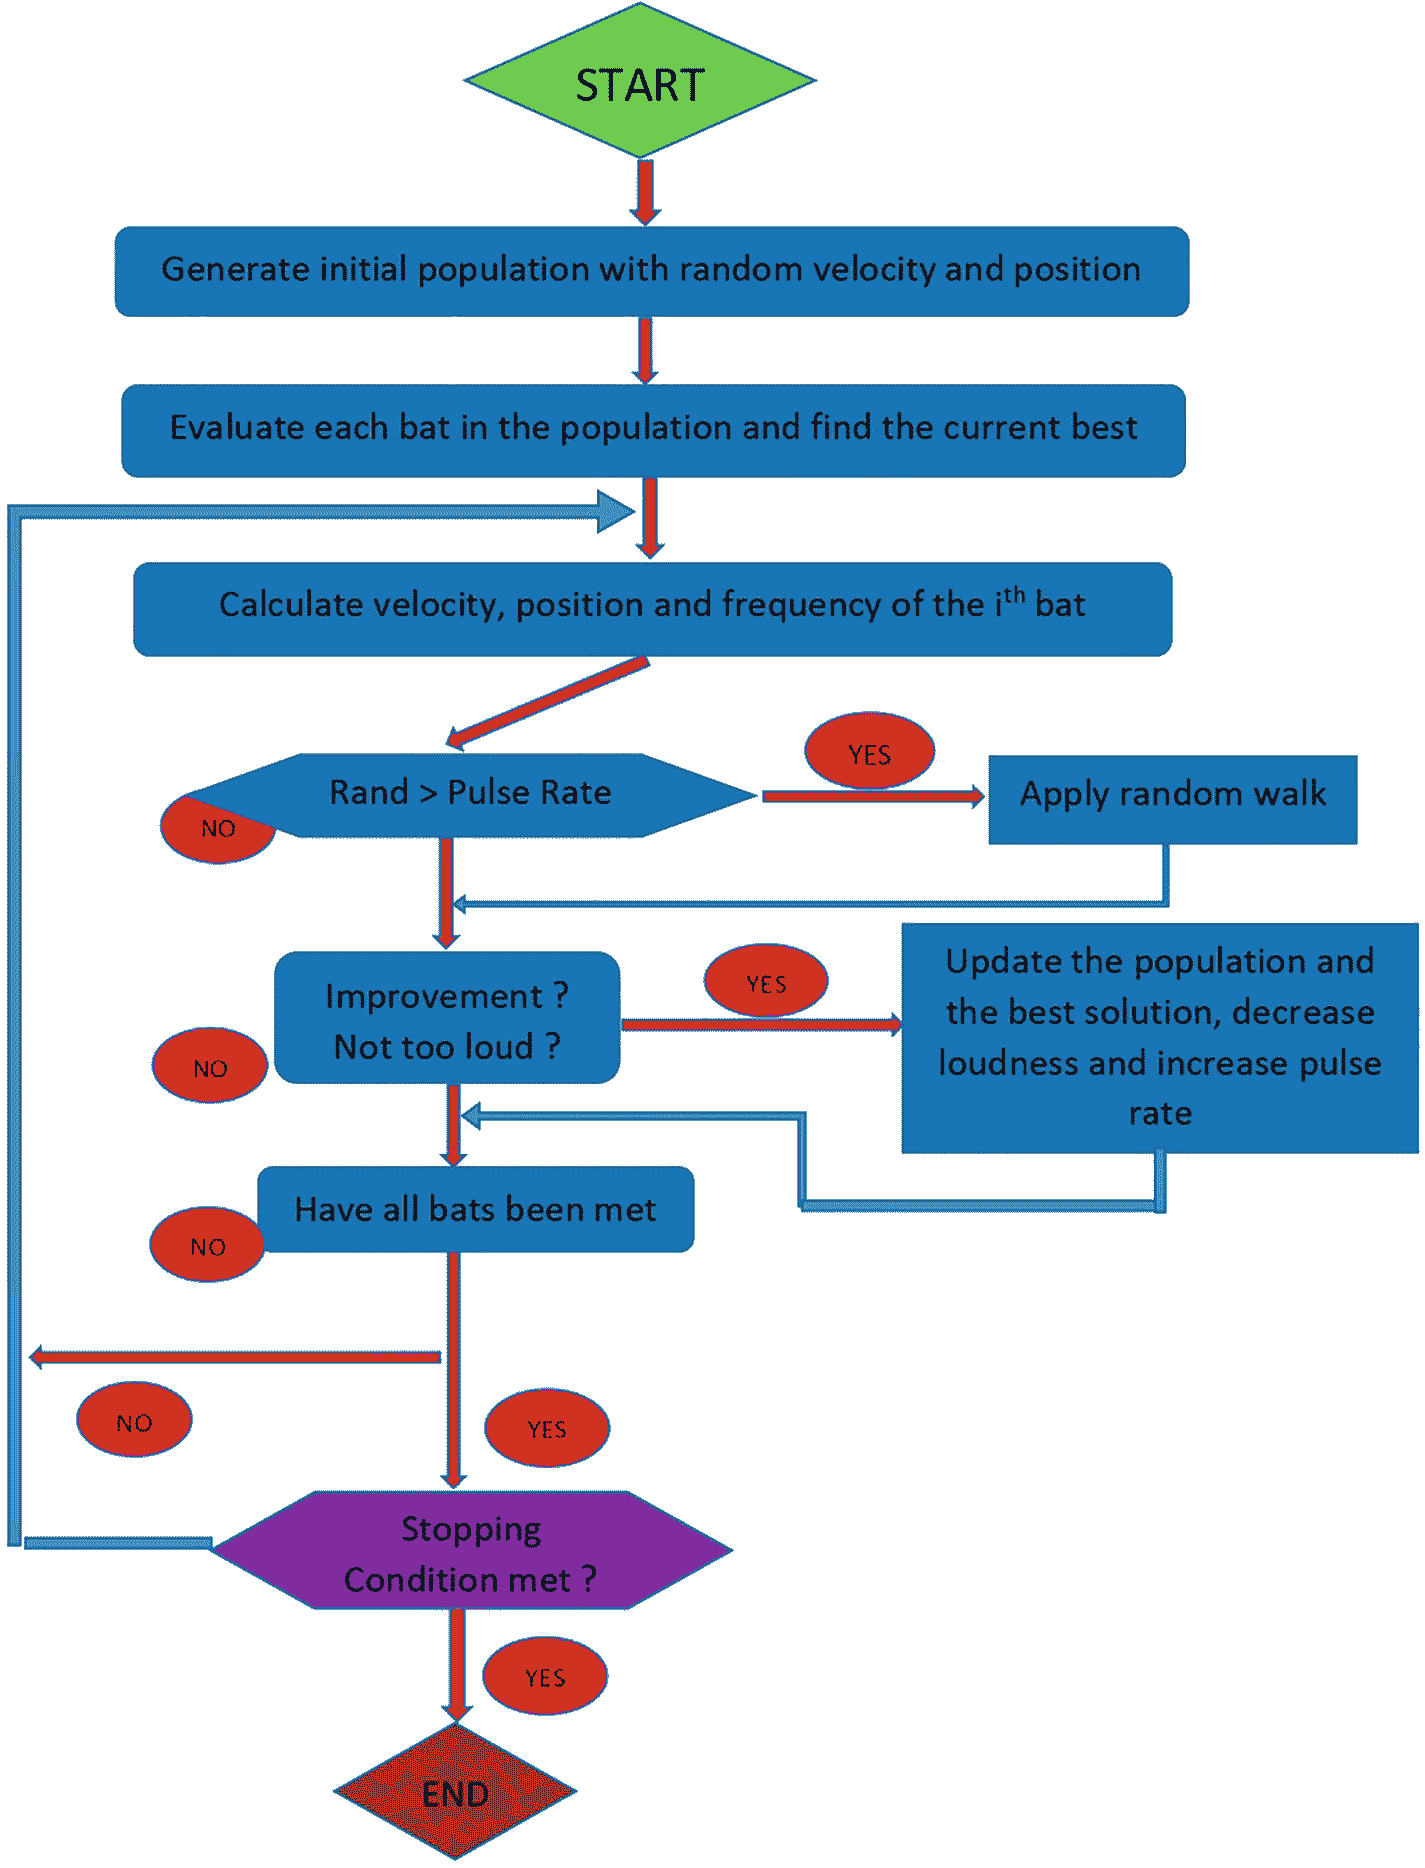 START
Generate initial population with random velocity and position
Evaluate each bat in the population and find the current best
Calculate velocity, position and frequency of the iᵗʰ bat
YES
Rand > Pulse Rate
Apply random walk
NO
Improvement ?
Not too loud ?
YES
NO
Update the population and
the best solution, decrease
loudness and increase pulse
rate
Have all bats been met
NO
NO
YES
Stopping
Condition met ?
YES
END